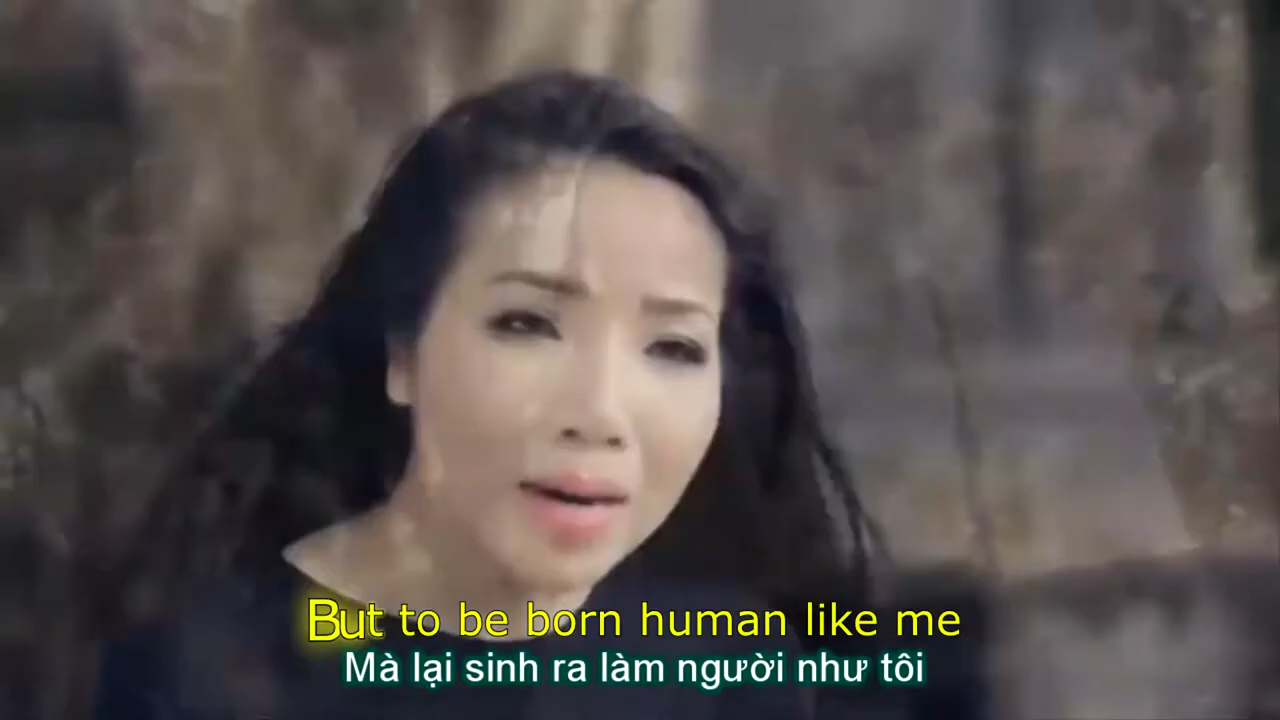 But to be born human like me
Mà lại sinh ra làm người như tôi